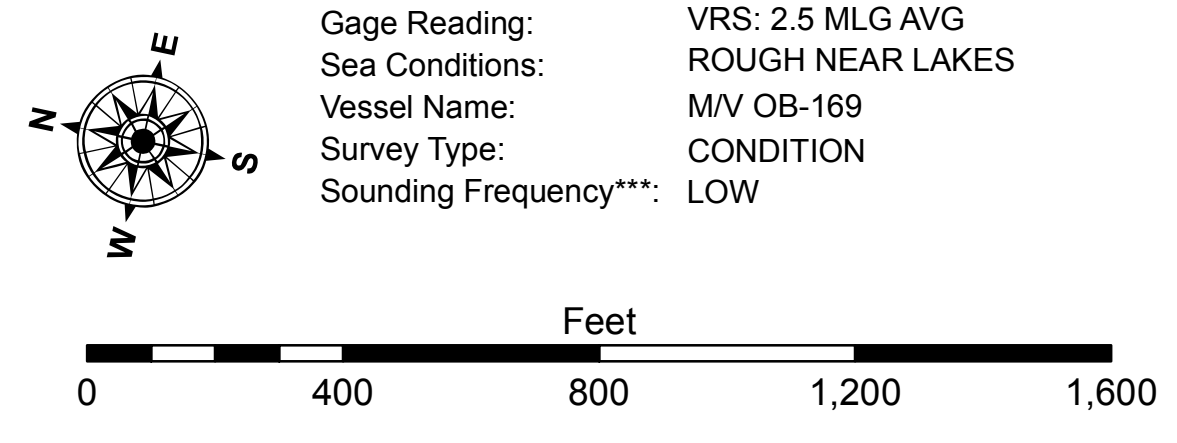 E
N
S
W
Gage Reading: VRS: 2.5 MLG AVG
Sea Conditions: ROUGH NEAR LAKES
Vessel Name: M/V OB-169
Survey Type: CONDITION
Sounding Frequency***: LOW
Feet
0 400 800 1,200 1,600